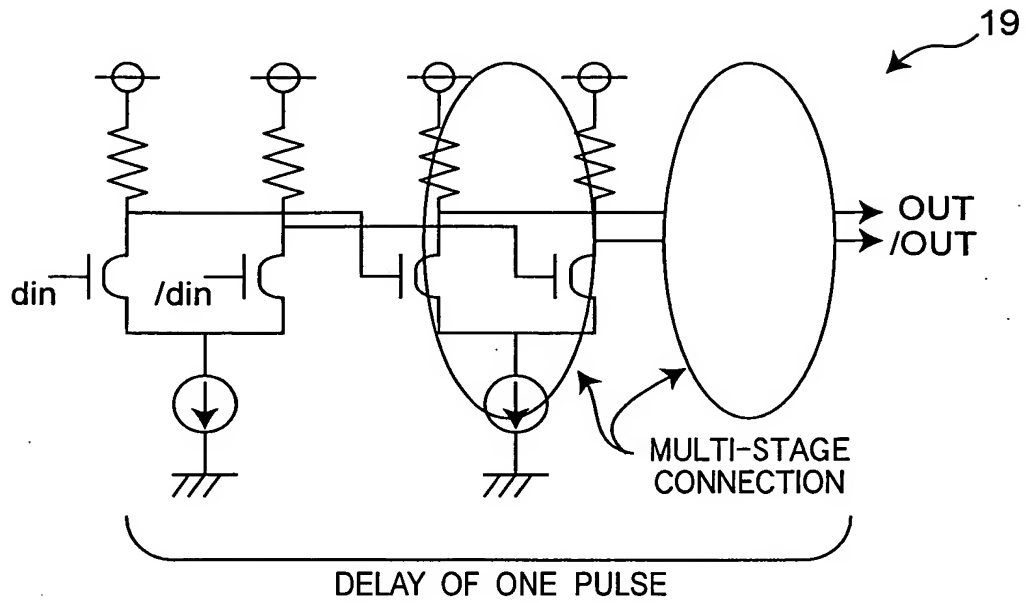 19
OUT
/OUT
din
/din
MULTI-STAGE
CONNECTION
DELAY OF ONE PULSE